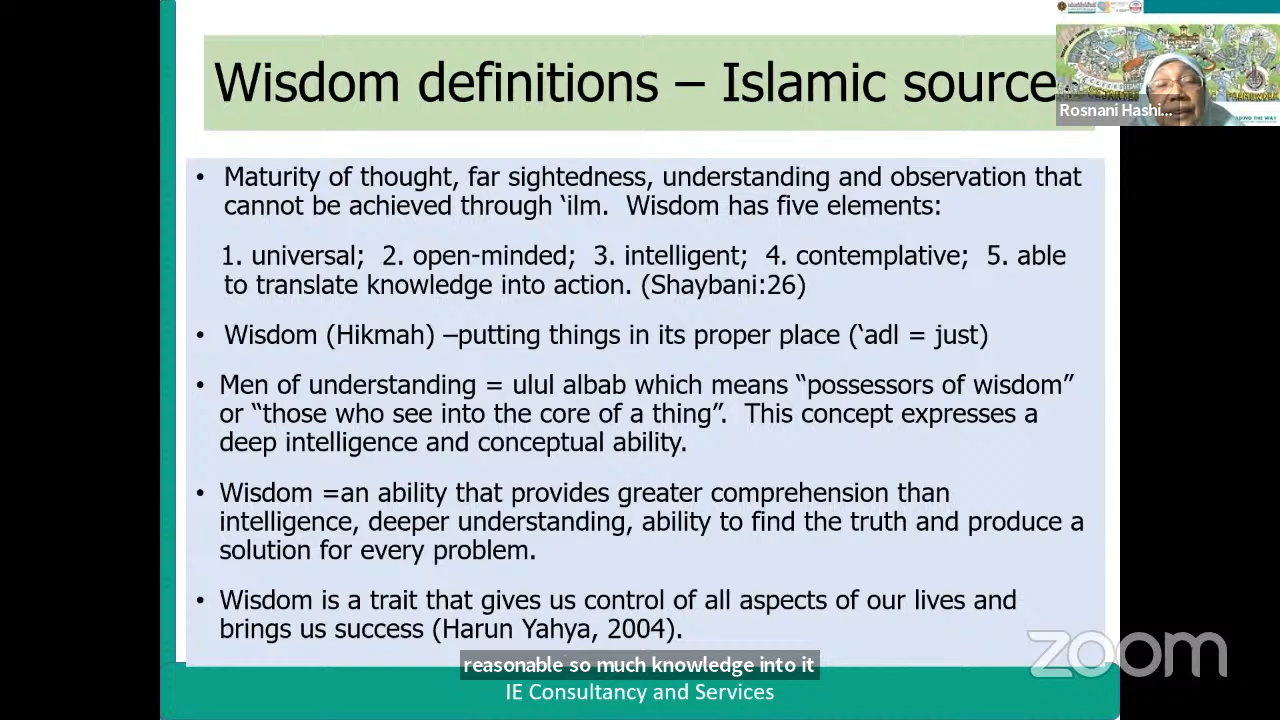 Wisdom definitions – Islamic source
Rosnani Hashi...
• Maturity of thought, far sightedness, understanding and observation that
cannot be achieved through ‘ilm. Wisdom has five elements:
1. universal; 2. open-minded; 3. intelligent; 4. contemplative; 5. able
to translate knowledge into action. (Shaybani:26)
• Wisdom (Hikmah) –putting things in its proper place (‘adl = just)
• Men of understanding = ulul albab which means “possessors of wisdom”
or “those who see into the core of a thing”. This concept expresses a
deep intelligence and conceptual ability.
• Wisdom =an ability that provides greater comprehension than
intelligence, deeper understanding, ability to find the truth and produce a
solution for every problem.
• Wisdom is a trait that gives us control of all aspects of our lives and
brings us success (Harun Yahya, 2004).
zoom
reasonable so much knowledge into it
IE Consultancy and Services